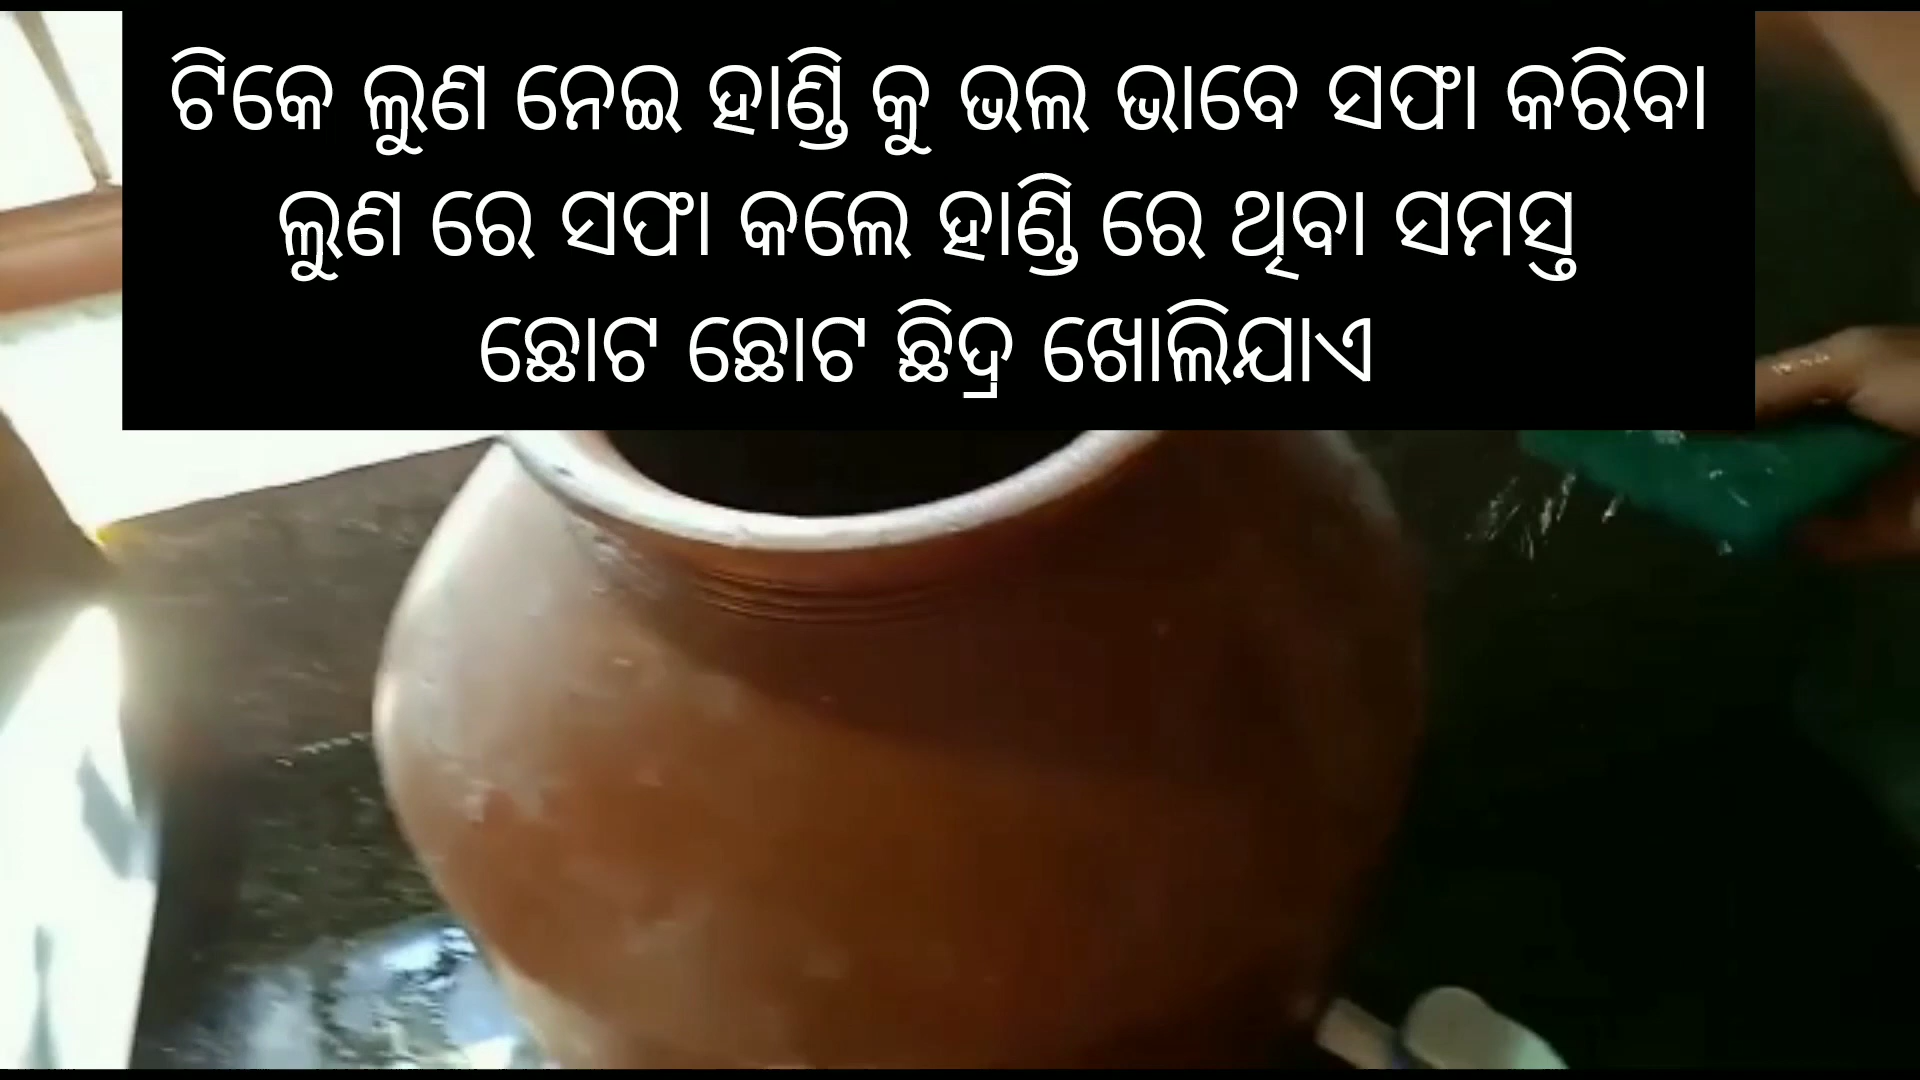 ଟିକେ ଲୁଣ ନେଇ ହାଣ୍ଡି କୁ ଭଲ ଭାବେ ସଫା କରିବା
ଲୁଣ ରେ ସଫା କଲେ ହାଣ୍ଡି ରେ ଥିବା ସମସ୍ତ
ଛୋଟ ଛୋଟ ଛିଦ୍ର ଖୋଲିଯାଏ